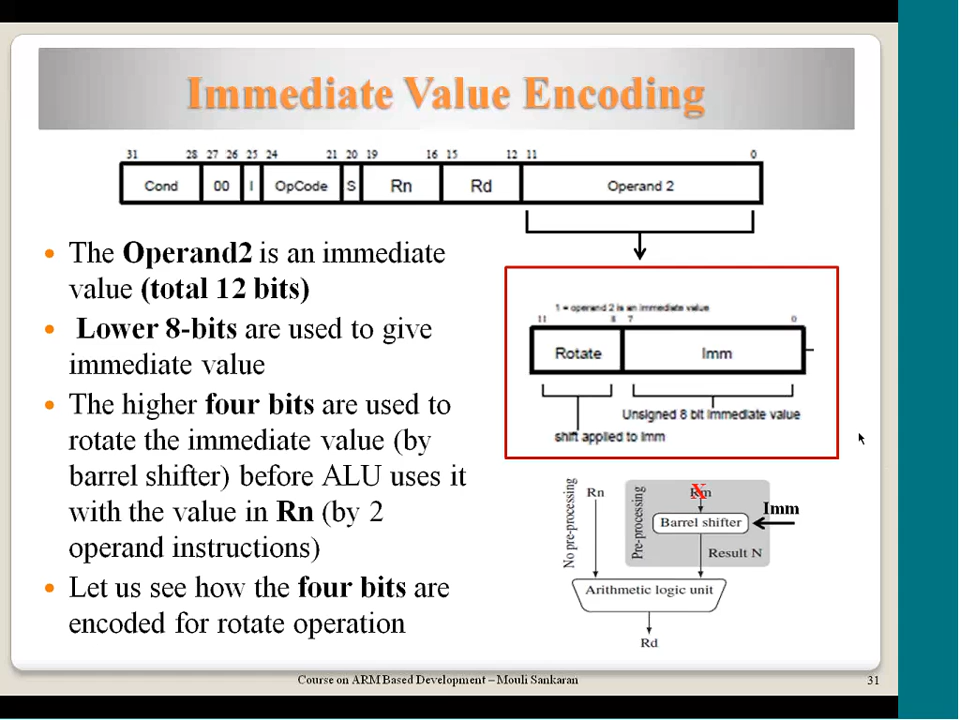 Immediate Value Encoding
31 28 27 26 25 24 21 20 19 16 15 12 11 0
Cond 00 I OpCode S Rn Rd Operand 2
• The Operand2 is an immediate
value (total 12 bits)
• Lower 8-bits are used to give
immediate value
• The higher four bits are used to
rotate the immediate value (by
barrel shifter) before ALU uses it
with the value in Rn (by 2
operand instructions)
• Let us see how the four bits are
encoded for rotate operation
1 = operand 2 is an immediate value
11 8 7 0
Rotate Imm
Unsigned 8 bit immediate value
shift applied to Imm
No pre-processing
Rn
Pre-processing
Rm
X
Imm
Barrel shifter
Result N
Arithmetic logic unit
Rd
Course on ARM Based Development – Mouli Sankaran
31